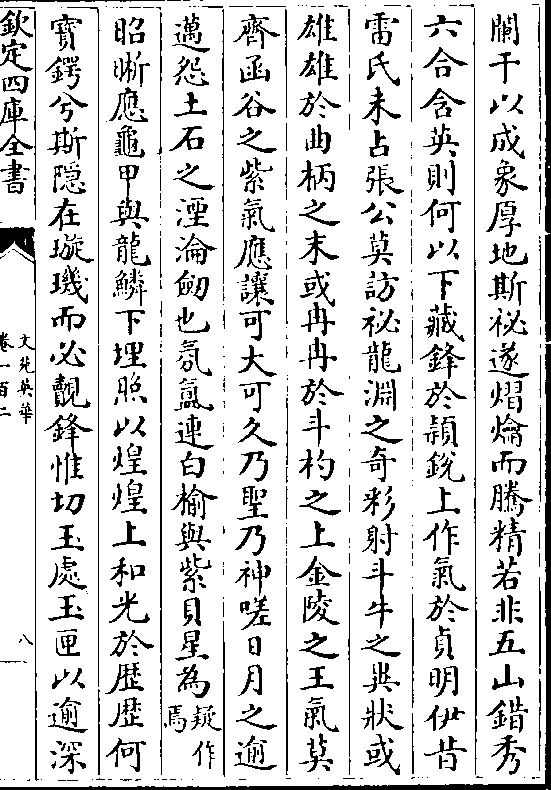 闌干以成象厚地斯祕遂熠爚而騰精若非五山錯秀
六合含英則何以下藏鋒於頴銳上作氣於貞明伊昔
雷氏未占張公莫訪祕龍淵之奇彩射斗牛之異狀或
雄雄於曲柄之末或冉冉於斗杓之上金陵之王氣莫
齊函谷之紫氣應讓可大可久乃聖乃神嗟日月之逾
邁怨土石之湮淪劒也氛氲連白榆與紫貝星為疑作焉
昭晰應龜甲與龍鱗下埋照以煌煌上和光於歴歴何
寳鍔兮斯隠在璇璣而必覩鋒惟切玉處玉匣以逾深
欽定四庫全書
文苑英華
卷一百二
八